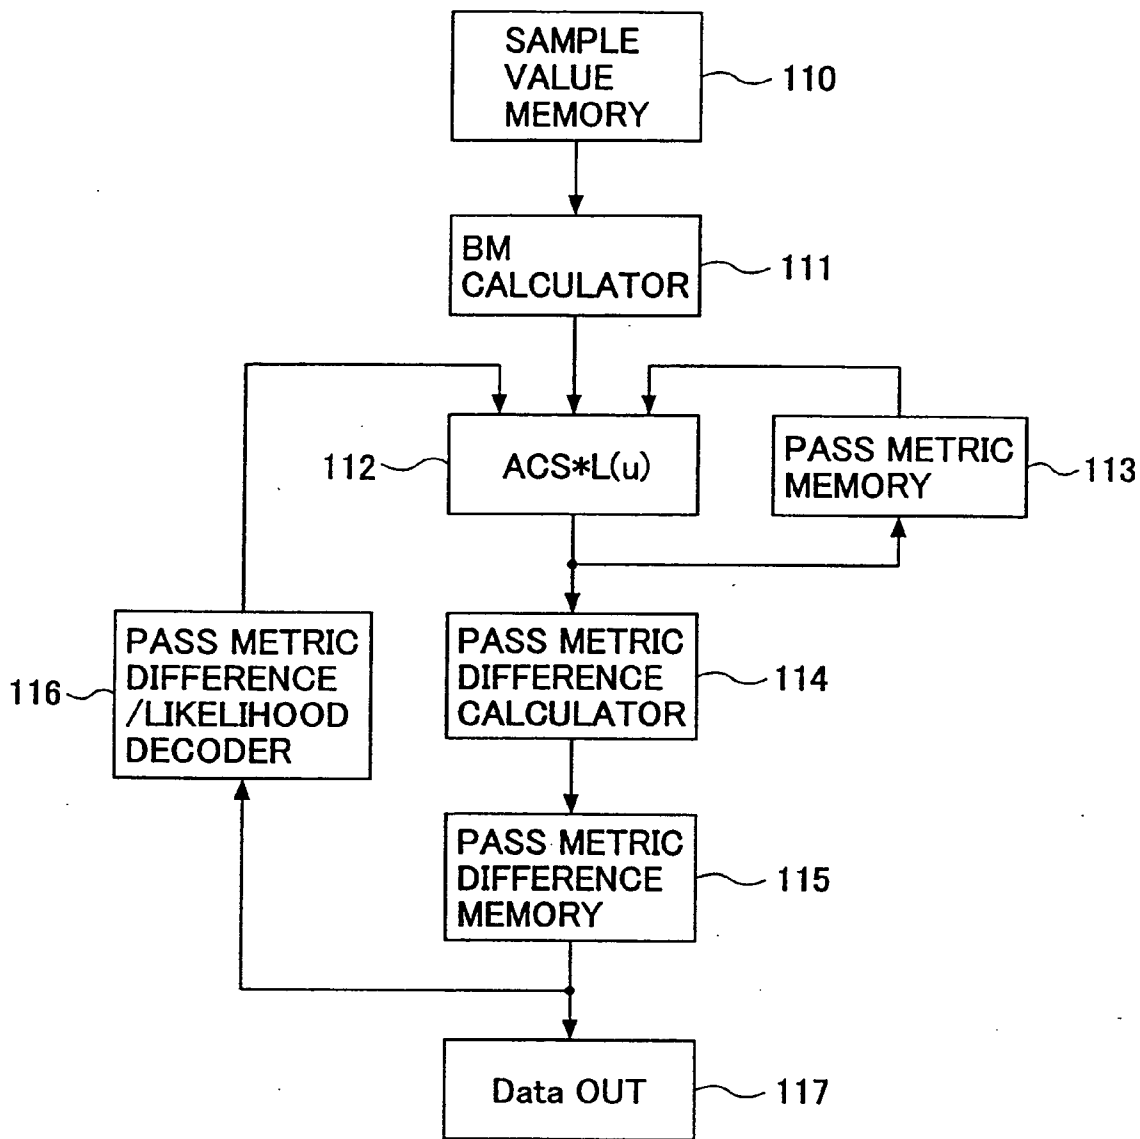 SAMPLE
VALUE
MEMORY
110
BM
CALCULATOR
111
112
ACS*L(u)
PASS METRIC
MEMORY
113
PASS METRIC
DIFFERENCE
/LIKELIHOOD
DECODER
116
PASS METRIC
DIFFERENCE
CALCULATOR
114
PASS METRIC
DIFFERENCE
MEMORY
115
Data OUT
117